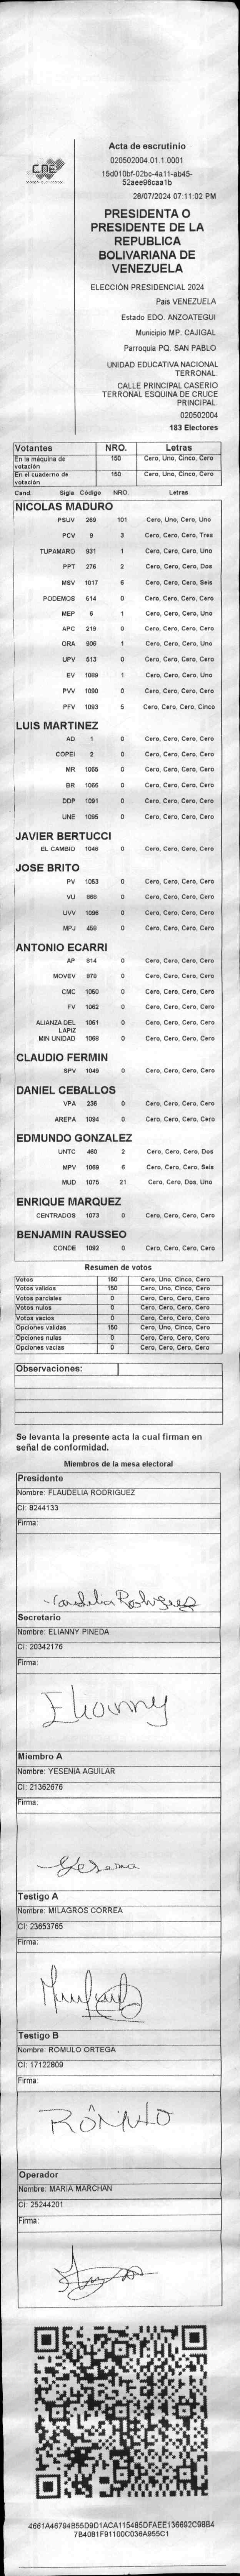 CNE
Acta de escrutinio
020502004.01.1.0001
15d010bf-02bc-4a11-ab45-
52aee96caa1b
28/07/2024 07:11:02 PM
PRESIDENTA O
PRESIDENTE DE LA
REPUBLICA
BOLIVARIANA DE
VENEZUELA
ELECCIÓN PRESIDENCIAL 2024
Pais VENEZUELA
Estado EDO. ANZOATEGUI
Municipio MP. CAJIGAL
Parroquia PQ. SAN PABLO
UNIDAD EDUCATIVA NACIONAL
TERRONAL.
CALLE PRINCIPAL CASERIO
TERRONAL ESQUINA DE CRUCE
PRINCIPAL.
020502004
183 Electores
Votantes NRO. Letras
En la máquina de votación 150 Cero, Uno, Cinco, Cero
En el cuaderno de votación 150 Cero, Uno, Cinco, Cero
Cand. Sigla Código NRO. Letras
NICOLAS MADURO
PSUV 269 101 Cero, Uno, Cero, Uno
PCV 9 3 Cero, Cero, Cero, Tres
TUPAMARO 931 1 Cero, Cero, Cero, Uno
PPT 276 2 Cero, Cero, Cero, Dos
MSV 1017 6 Cero, Cero, Cero, Seis
PODEMOS 514 0 Cero, Cero, Cero, Cero
MEP 6 1 Cero, Cero, Cero, Uno
APC 219 0 Cero, Cero, Cero, Cero
ORA 906 1 Cero, Cero, Cero, Uno
UPV 513 0 Cero, Cero, Cero, Cero
EV 1089 1 Cero, Cero, Cero, Uno
PVV 1090 0 Cero, Cero, Cero, Cero
PFV 1093 5 Cero, Cero, Cero, Cinco
LUIS MARTINEZ
AD 1 0 Cero, Cero, Cero, Cero
COPEI 2 0 Cero, Cero, Cero, Cero
MR 1065 0 Cero, Cero, Cero, Cero
BR 1066 0 Cero, Cero, Cero, Cero
DDP 1091 0 Cero, Cero, Cero, Cero
UNE 1095 0 Cero, Cero, Cero, Cero
JAVIER BERTUCCI
EL CAMBIO 1046 0 Cero, Cero, Cero, Cero
JOSE BRITO
PV 1053 0 Cero, Cero, Cero, Cero
VU 868 0 Cero, Cero, Cero, Cero
UVV 1096 0 Cero, Cero, Cero, Cero
MPJ 459 0 Cero, Cero, Cero, Cero
ANTONIO ECARRI
AP 814 0 Cero, Cero, Cero, Cero
MOVEV 879 0 Cero, Cero, Cero, Cero
CMC 1050 0 Cero, Cero, Cero, Cero
FV 1062 0 Cero, Cero, Cero, Cero
ALIANZA DEL LAPIZ 1051 0 Cero, Cero, Cero, Cero
MIN UNIDAD 1069 0 Cero, Cero, Cero, Cero
CLAUDIO FERMIN
SPV 1049 0 Cero, Cero, Cero, Cero
DANIEL CEBALLOS
VPA 236 0 Cero, Cero, Cero, Cero
AREPA 1094 0 Cero, Cero, Cero, Cero
EDMUNDO GONZALEZ
UNTC 460 2 Cero, Cero, Cero, Dos
MPV 1069 6 Cero, Cero, Cero, Seis
MUD 1075 21 Cero, Cero, Dos, Uno
ENRIQUE MARQUEZ
CENTRADOS 1073 0 Cero, Cero, Cero, Cero
BENJAMIN RAUSSEO
CONDE 1092 0 Cero, Cero, Cero, Cero
Resumen de votos
Votos 150 Cero, Uno, Cinco, Cero
Votos validos 150 Cero, Uno, Cinco, Cero
Votos parciales 0 Cero, Cero, Cero, Cero
Votos nulos 0 Cero, Cero, Cero, Cero
Votos vacios 0 Cero, Cero, Cero, Cero
Opciones validas 150 Cero, Uno, Cinco, Cero
Opciones nulas 0 Cero, Cero, Cero, Cero
Opciones vacias 0 Cero, Cero, Cero, Cero
Observaciones:
Se levanta la presente acta la cual firman en
señal de conformidad.
Miembros de la mesa electoral
Presidente
Nombre: FLAUDELIA RODRIGUEZ
CI: 8244133
Firma:
Secretario
Nombre: ELIANNY PINEDA
CI: 20342176
Firma:
Elianny
Miembro A
Nombre: YESENIA AGUILAR
CI: 21362676
Firma:
Yesenia
Testigo A
Nombre: MILAGROS CORREA
CI: 23653765
Firma:
Testigo B
Nombre: ROMULO ORTEGA
CI: 17122809
Firma:
Operador
Nombre: MARIA MARCHAN
CI: 25244201
Firma:
4661A46794B55D9D1ACA115485DFAEE136692C98B4
7B4081F91100C036A955C1